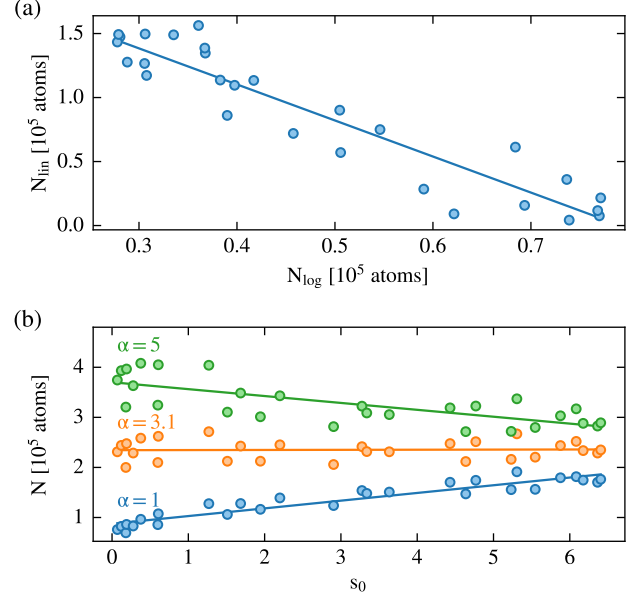 (a)
1.5
1.0
0.5
0.0
N_lin [10^5 atoms]
0.3 0.4 0.5 0.6 0.7
N_log [10^5 atoms]
(b)
α = 5
α = 3.1
α = 1
4
3
2
1
N [10^5 atoms]
0 1 2 3 4 5 6
s_0